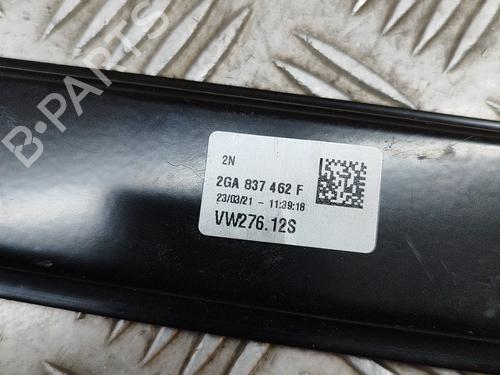 B-PARTS
2N
2GA 837 462 F
23/03/21 - 11:39:18
VW276.12S